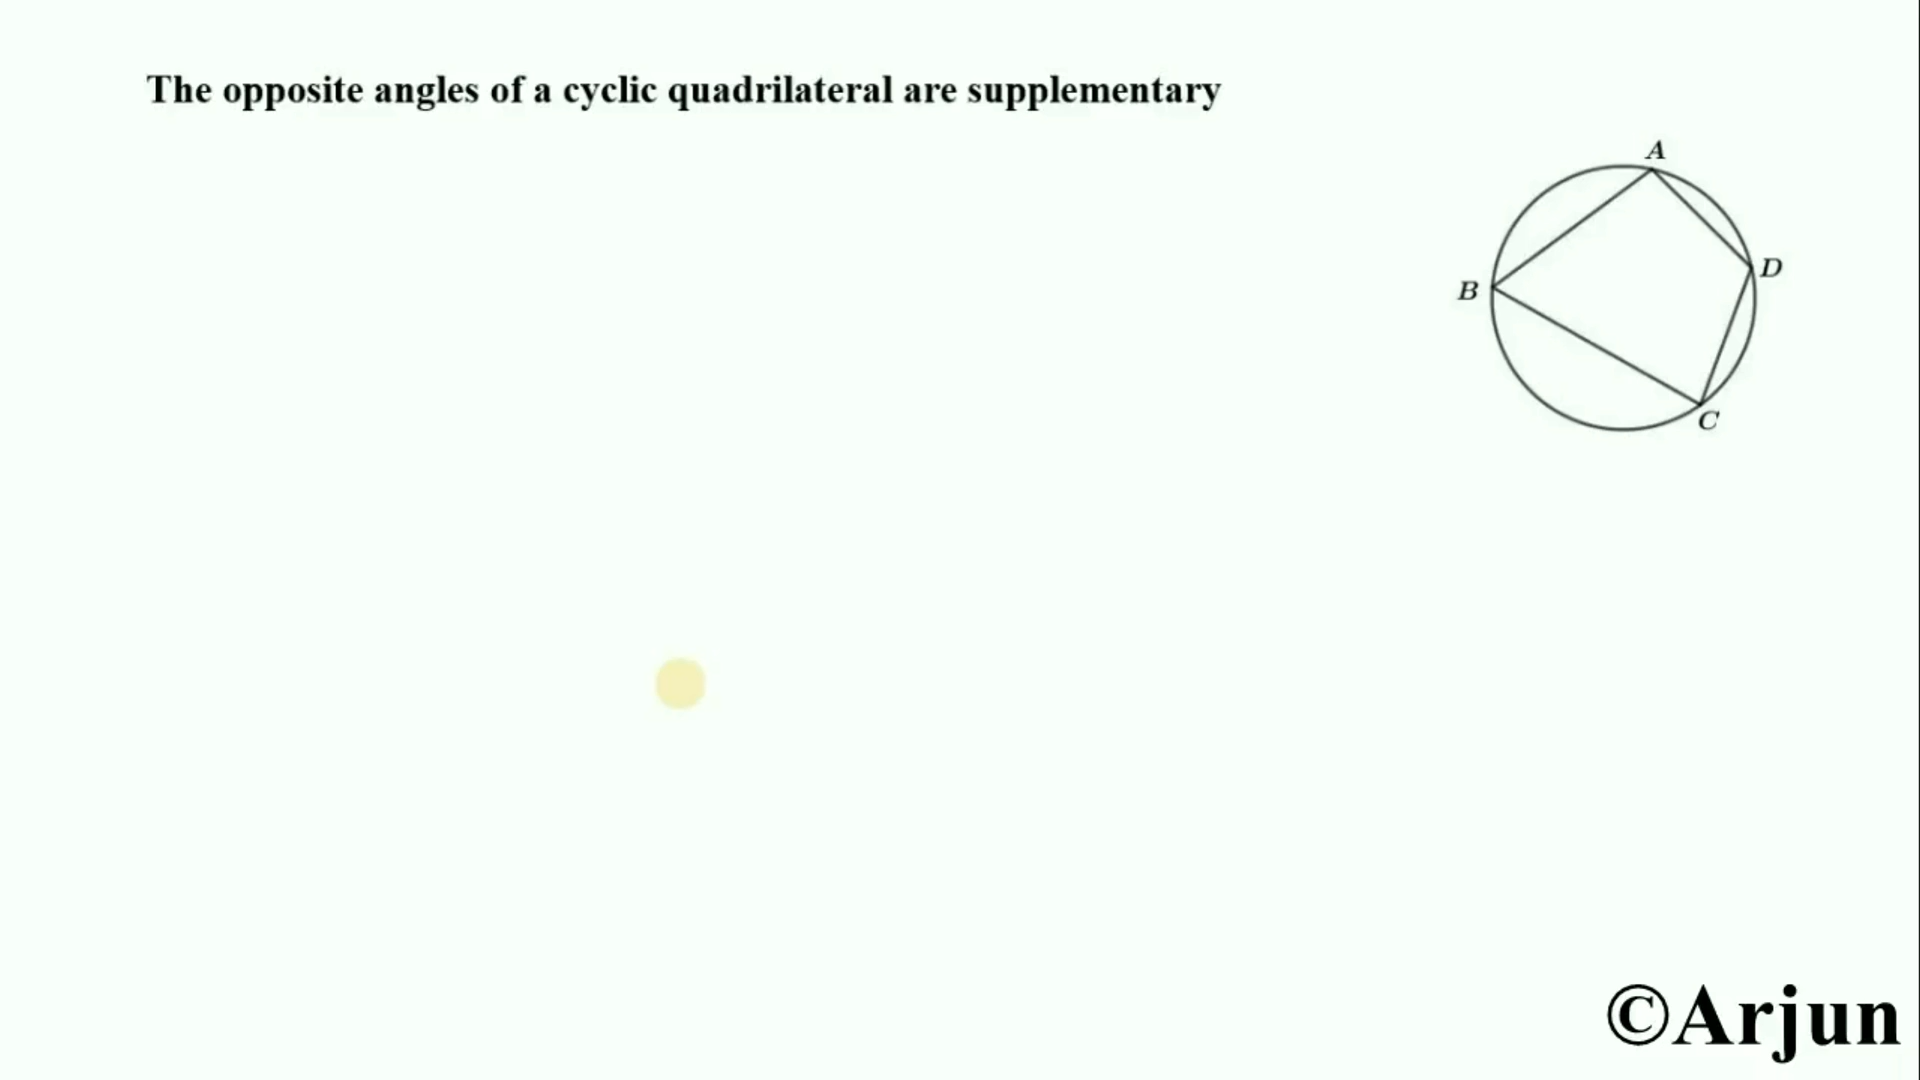 The opposite angles of a cyclic quadrilateral are supplementary
A
D
B
C
©Arjun